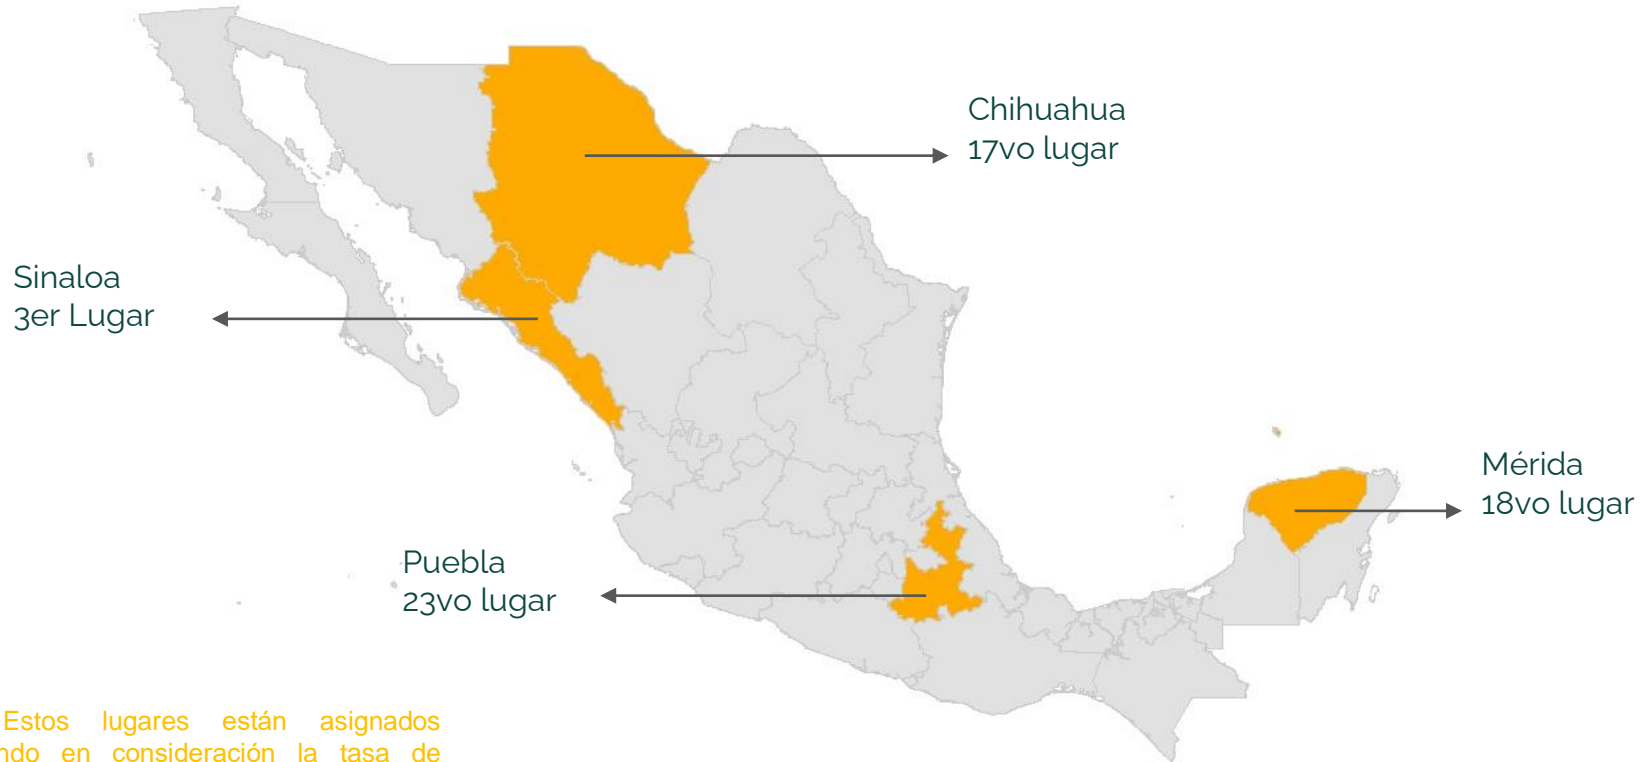 Chihuahua
17vo lugar
Sinaloa
3er Lugar
Mérida
18vo lugar
Puebla
23vo lugar
Estos lugares están asignados
en consideración la tasa de